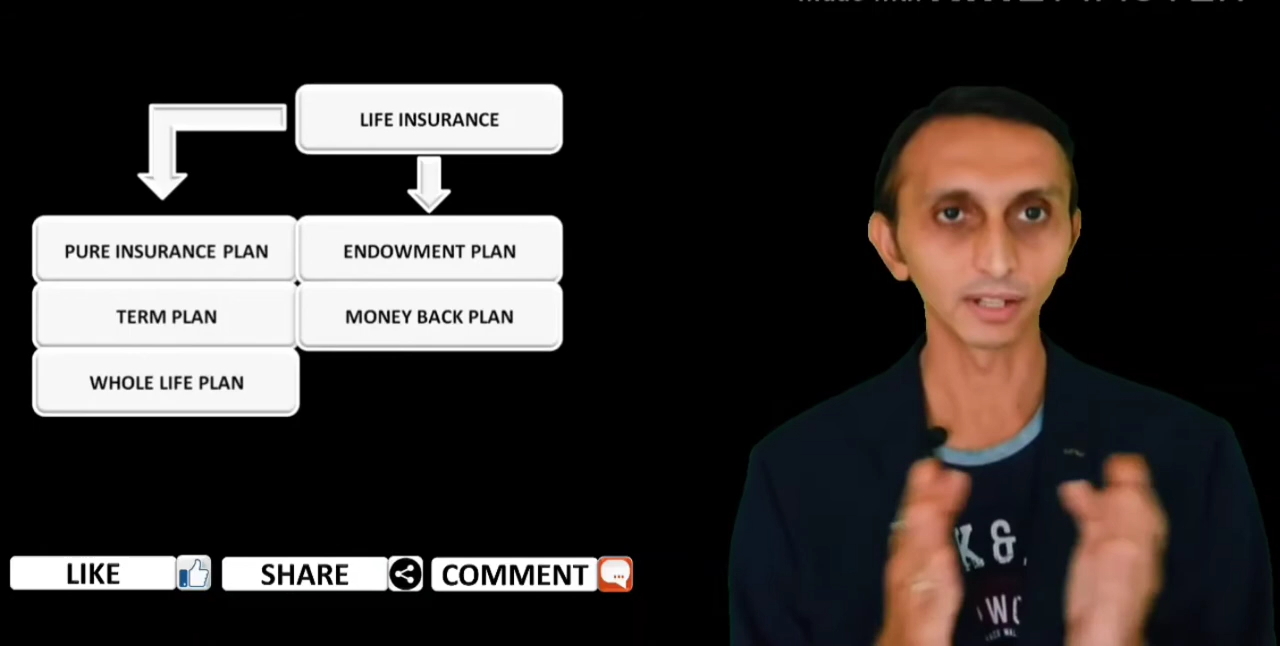 LIFE INSURANCE
PURE INSURANCE PLAN
ENDOWMENT PLAN
TERM PLAN
MONEY BACK PLAN
WHOLE LIFE PLAN
K &
LIKE
SHARE
COMMENT